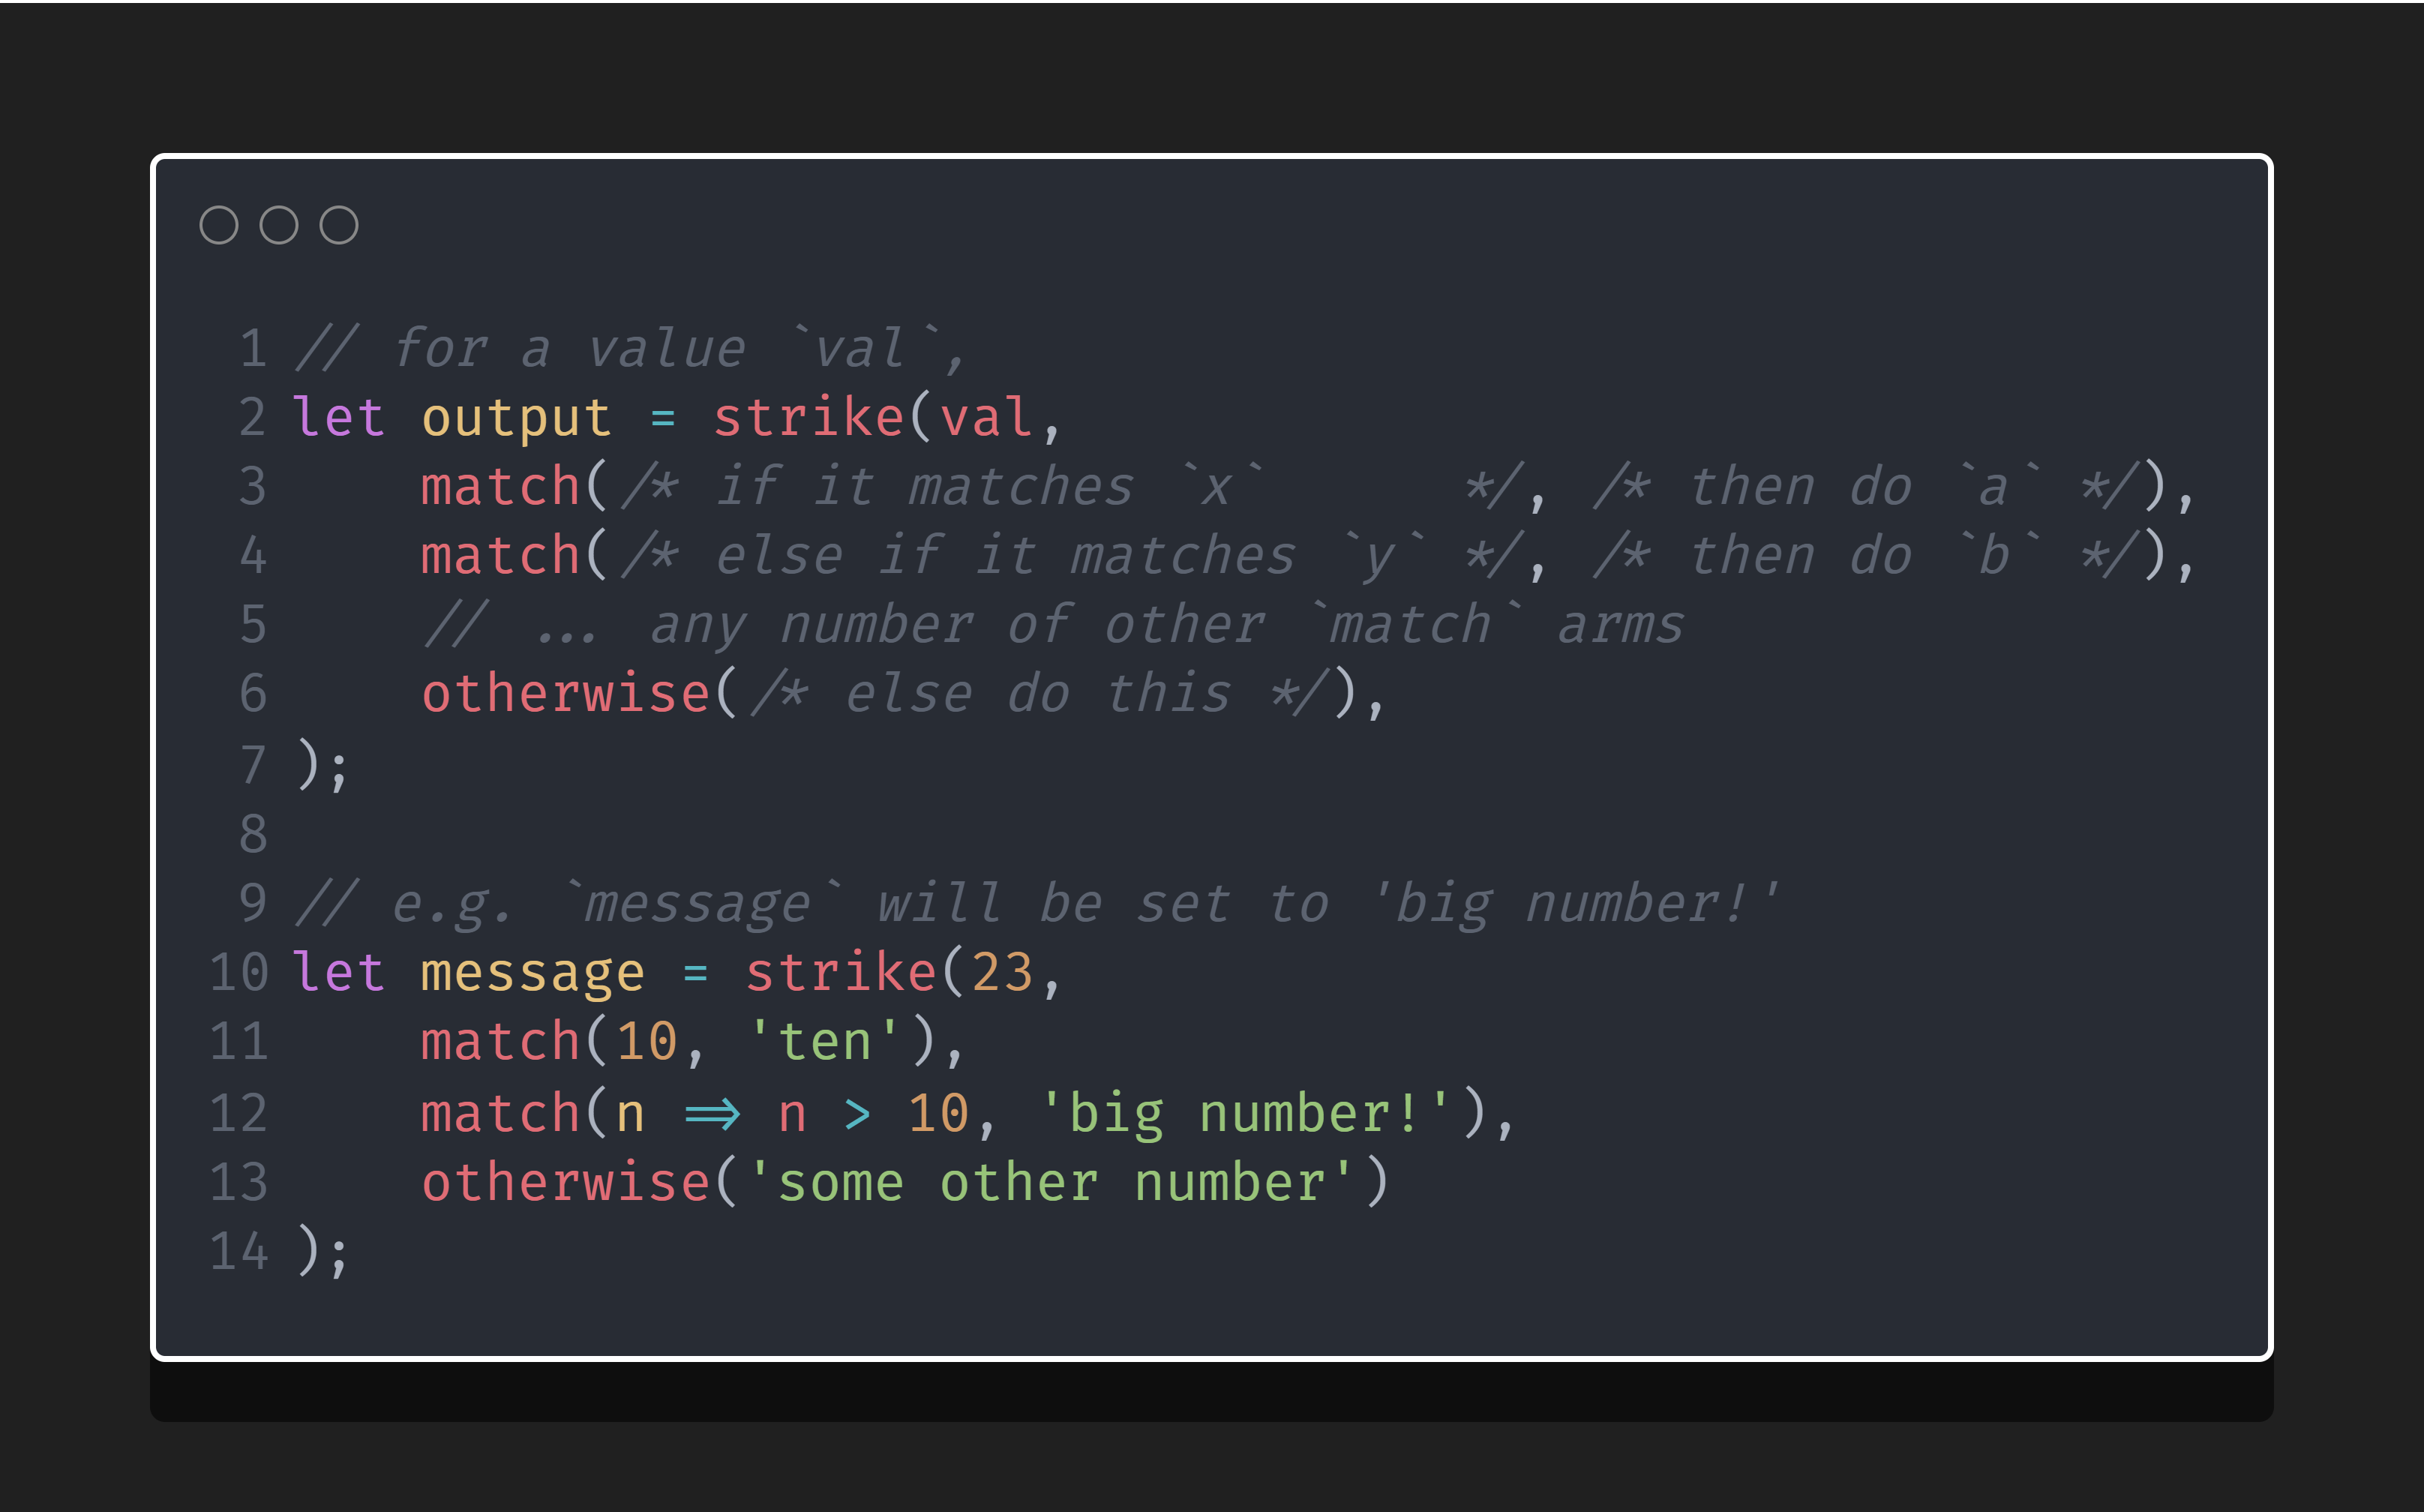 1 // for a value `val`,
2 let output = strike(val,
3     match(/* if it matches `x`      */, /* then do `a` */),
4     match(/* else if it matches `y` */, /* then do `b` */),
5     // ... any number of other `match` arms
6     otherwise(/* else do this */),
7 );
8
9 // e.g. `message` will be set to 'big number!'
10 let message = strike(23,
11     match(10, 'ten'),
12     match(n => n > 10, 'big number!'),
13     otherwise('some other number')
14 );